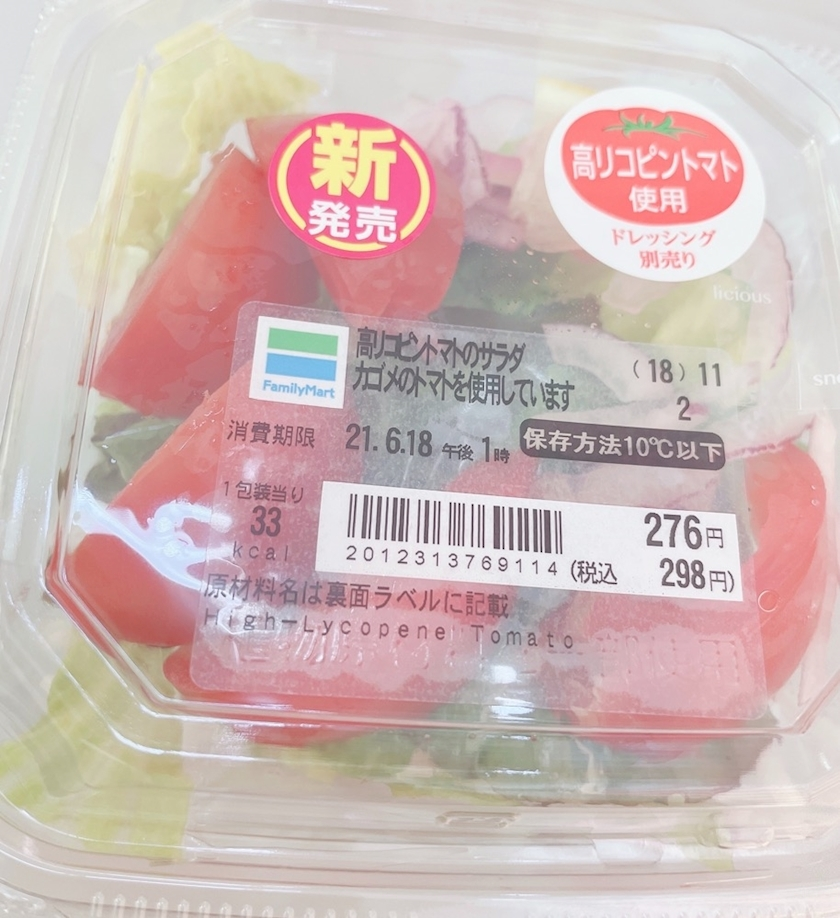 新
発売
高リコピントマト
使用
ドレッシング
別売り
licious
FamilyMart
高リコピントマトのサラダ
カゴメのトマトを使用しています
(18) 11
2
消費期限 21.6.18 午後 1時
保存方法10℃以下
1包装当り
33
kcal
276円
2012313769114 (税込 298円)
原材料名は裏面ラベルに記載
High-Lycopene Tomato